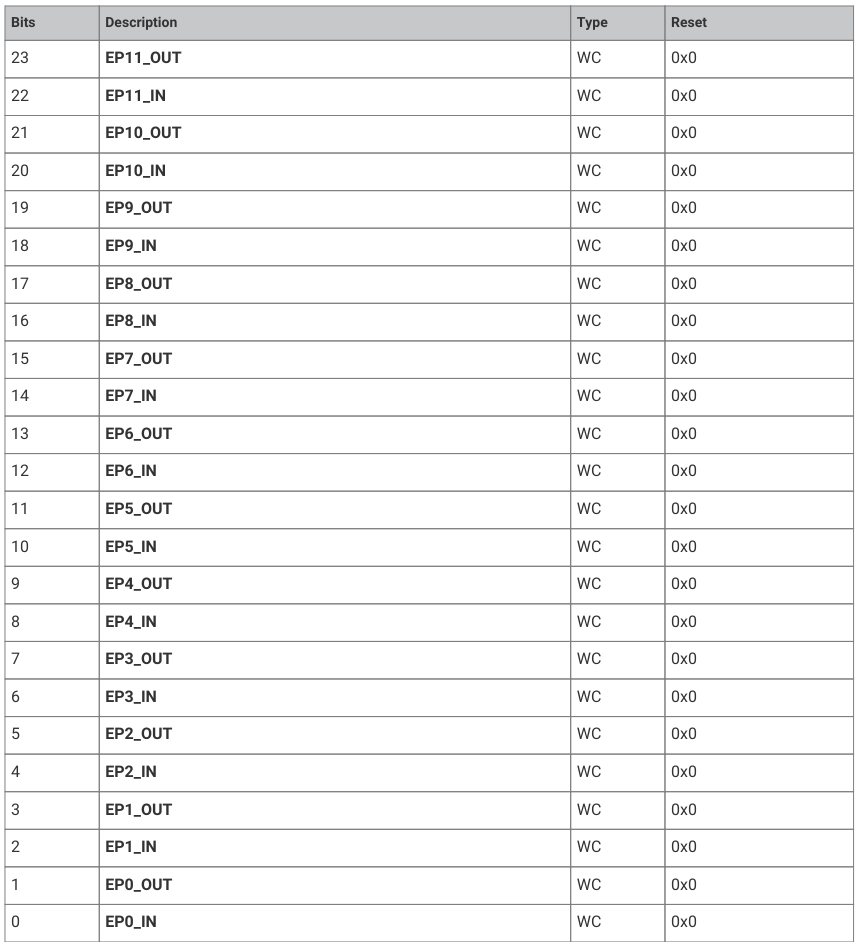 Bits Description Type Reset
23 EP11_OUT WC 0x0
22 EP11_IN WC 0x0
21 EP10_OUT WC 0x0
20 EP10_IN WC 0x0
19 EP9_OUT WC 0x0
18 EP9_IN WC 0x0
17 EP8_OUT WC 0x0
16 EP8_IN WC 0x0
15 EP7_OUT WC 0x0
14 EP7_IN WC 0x0
13 EP6_OUT WC 0x0
12 EP6_IN WC 0x0
11 EP5_OUT WC 0x0
10 EP5_IN WC 0x0
9 EP4_OUT WC 0x0
8 EP4_IN WC 0x0
7 EP3_OUT WC 0x0
6 EP3_IN WC 0x0
5 EP2_OUT WC 0x0
4 EP2_IN WC 0x0
3 EP1_OUT WC 0x0
2 EP1_IN WC 0x0
1 EP0_OUT WC 0x0
0 EP0_IN WC 0x0